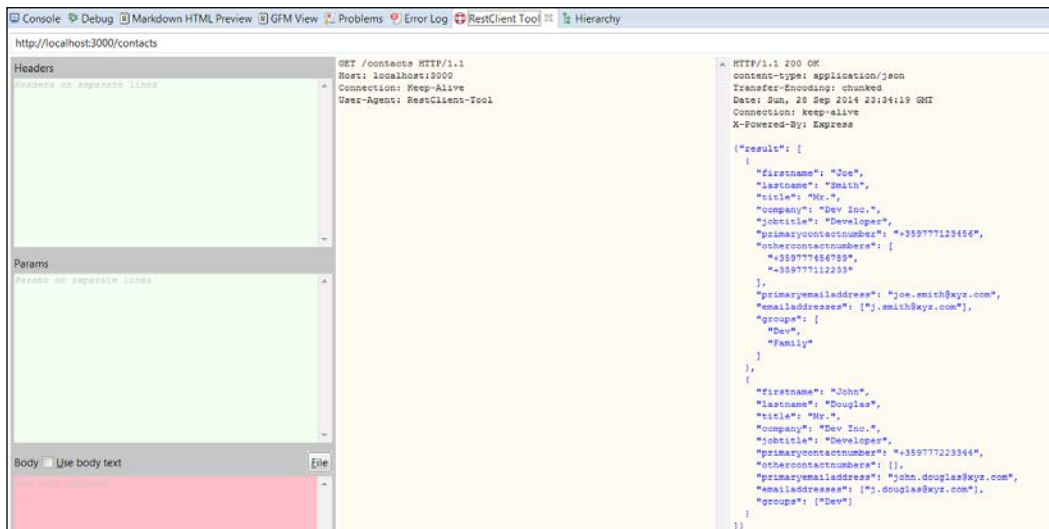 Console Debug Markdown HTML Preview GFM View Problems Error Log RestClient Tool Hierarchy
http://localhost:3000/contacts
Headers
Headers on separate lines
Params
Params on separate lines
Body Use body text File
GET /contacts HTTP/1.1
Host: localhost:3000
Connection: Keep-Alive
User-Agent: RestClient-Tool
HTTP/1.1 200 OK
content-type: application/json
Transfer-Encoding: chunked
Date: Sun, 28 Sep 2014 23:34:19 GMT
Connection: keep-alive
X-Powered-By: Express
{"result": [
{
"firstname": "Joe",
"lastname": "Smith",
"title": "Mr.",
"company": "Dev Inc.",
"jobtitle": "Developer",
"primarycontactnumber": "+359777123456",
"othercontactnumbers": [
"+359777456789",
"+359777112233"
],
"primaryemailaddress": "joe.smith@xyz.com",
"emailaddresses": ["j.smith@xyz.com"],
"groups": [
"Dev",
"Family"
]
},
{
"firstname": "John",
"lastname": "Douglas",
"title": "Mr.",
"company": "Dev Inc.",
"jobtitle": "Developer",
"primarycontactnumber": "+359777223344",
"othercontactnumbers": [],
"primaryemailaddress": "john.douglas@xyz.com",
"emailaddresses": ["j.douglas@xyz.com"],
"groups": ["Dev"]
}
]}